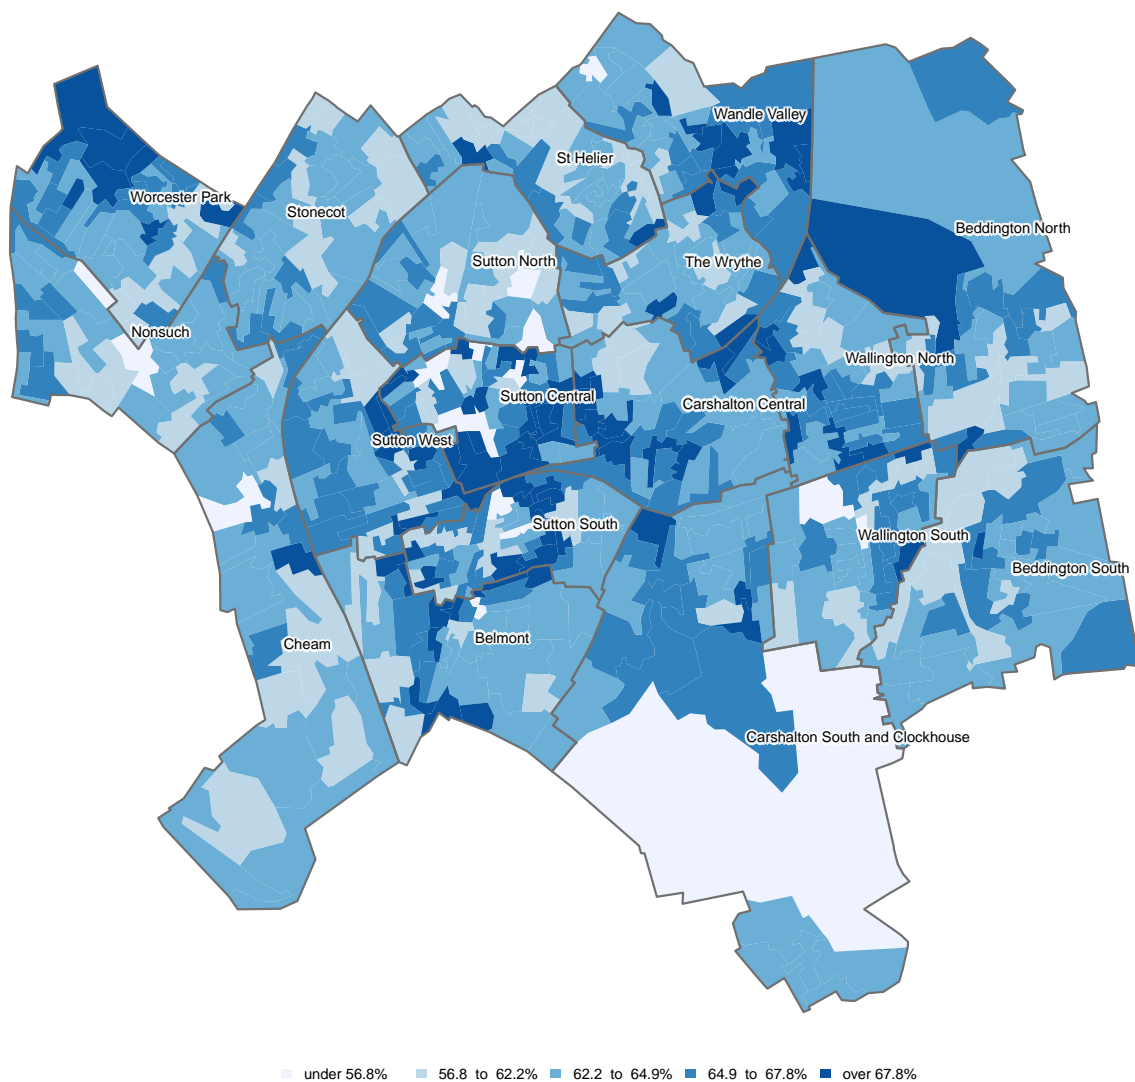 Wandle Valley
St Helier
Worcester Park
Stonecot
Beddington North
Sutton North
The Wrythe
Nonsuch
Wallington North
Sutton Central
Carshalton Central
Sutton West
Sutton South
Wallington South
Beddington South
Cheam
Belmont
Carshalton South and Clockhouse
under 56.8% 56.8 to 62.2% 62.2 to 64.9% 64.9 to 67.8% over 67.8%